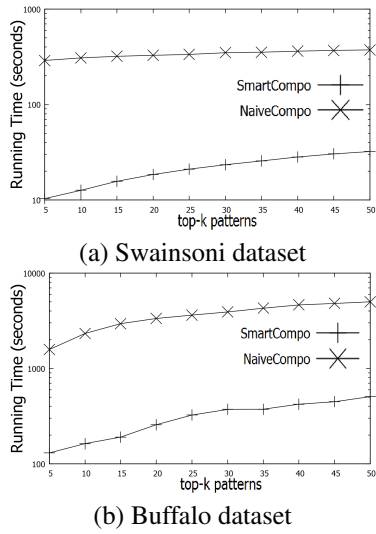 1000
100
10
Running Time (seconds)
SmartCompo
NaiveCompo
5 10 15 20 25 30 35 40 45 50
top-k patterns
(a) Swainsoni dataset
10000
1000
100
Running Time (seconds)
SmartCompo
NaiveCompo
5 10 15 20 25 30 35 40 45 50
top-k patterns
(b) Buffalo dataset